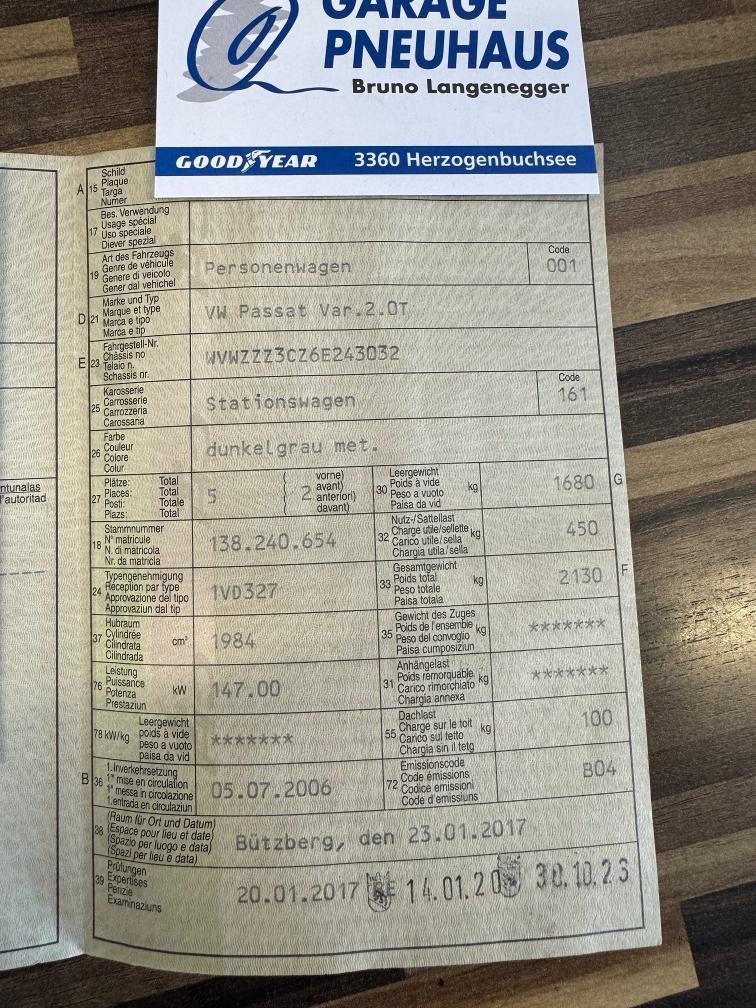 GARAGE
PNEUHAUS
Bruno Langenegger
GOODYEAR 3360 Herzogenbuchsee
A 15 Schild
Plaque
Targa
Numer
17 Bes. Verwendung
Usage spécial
Uso speciale
Diever spezial
19 Art des Fahrzeugs
Genre de véhicule
Genere di veicolo
Gener dal vehichel
Personenwagen
Code
001
D 21 Marke und Typ
Marque et type
Marca e tipo
Marca e tip
VW Passat Var.2.0T
E 23 Fahrgestell-Nr.
Châssis no
Telaio n.
Schassis nr.
WVWZZZ3CZ6E243032
25 Karosserie
Carrosserie
Carrozzeria
Carossaria
Stationswagen
Code
161
26 Farbe
Couleur
Colore
Colur
dunkelgrau met.
27 Plätze: Total
Places: Total
Posti: Totale
Plazs: Total
5 ( 2 vorne)
avant)
anteriori)
davant)
30 Leergewicht
Poids à vide
Peso a vuoto
Paisa da vid
kg 1680 G
ntunalas
l'autoritad
18 Stammnummer
N° matricule
N. di matricola
Nr. da matricla
138.240.654
32 Nutz-/Sattellast
Charge utile/sellette
Carico utile/sella
Chargia utila/sella
kg 450
24 Typengenehmigung
Réception par type
Approvazione del tipo
Approvaziun dal tip
1VD327
33 Gesamtgewicht
Poids total
Peso totale
Paisa totala
kg 2130 F
37 Hubraum
Cylindrée
Cilindrata
Cilindrada
cm³ 1984
35 Gewicht des Zuges
Poids de l'ensemble
Peso del convoglio
Paisa cumposiziun
kg *******
76 Leistung
Puissance
Potenza
Prestaziun
kW 147.00
31 Anhängelast
Poids remorquable
Carico rimorchiato
Chargia annexa
kg *******
78 kW/kg Leergewicht
poids à vide
peso a vuoto
paisa da vid
*******
55 Dachlast
Charge sur le toit
Carico sul tetto
Chargia sin il tetg
kg 100
B 36 1.Inverkehrsetzung
1re mise en circulation
1a messa in circolazione
1.entrada en circulaziun
05.07.2006
72 Emissionscode
Code émissions
Codice emissioni
Code d'emissiuns
B04
38 (Raum für Ort und Datum)
(Espace pour lieu et date)
(Spazio per luogo e data)
(Spazi per lieu e data)
Bützberg, den 23.01.2017
39 Prüfungen
Expertises
Perizie
Examinaziuns
20.01.2017 BE 14.01.20 30.10.23